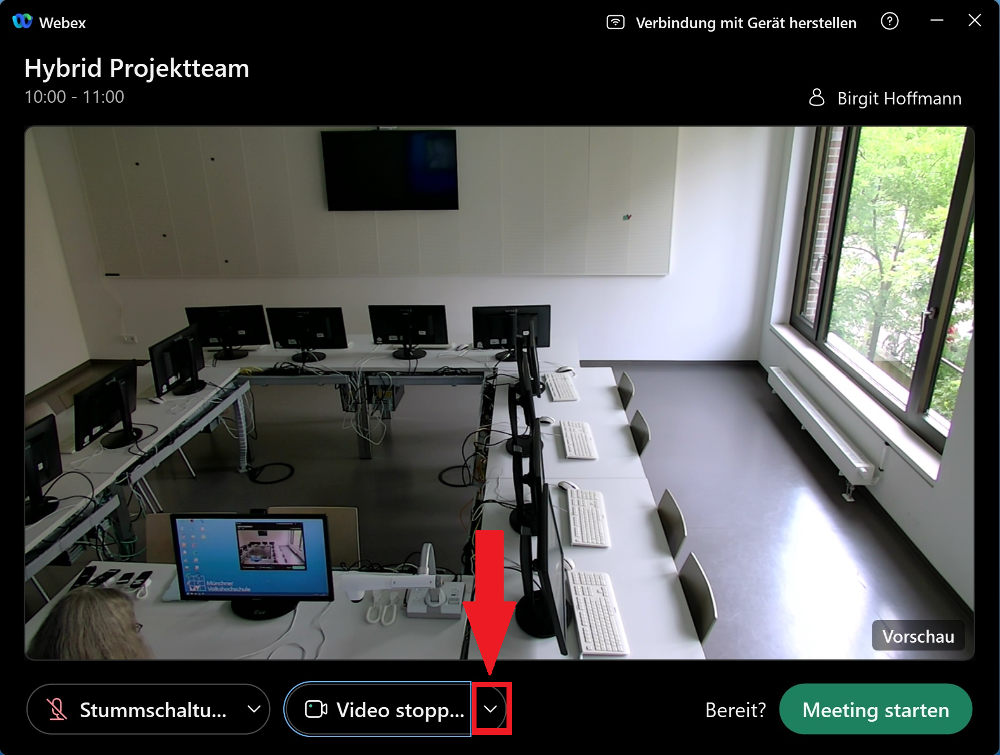 Webex
Verbindung mit Gerät herstellen
Hybrid Projektteam
10:00 - 11:00
Birgit Hoffmann
Münchner
Volkshochschule
Vorschau
Stummschaltu...
Video stopp...
Bereit?
Meeting starten